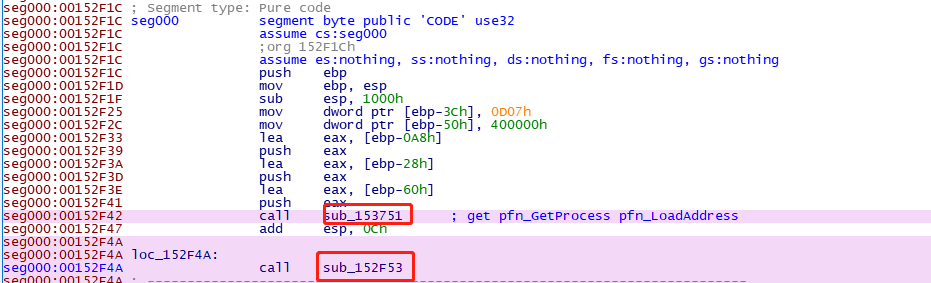 seg000:00152F1C ; Segment type: Pure code
seg000:00152F1C seg000 segment byte public 'CODE' use32
seg000:00152F1C assume cs:seg000
seg000:00152F1C ;org 152F1Ch
seg000:00152F1C assume es:nothing, ss:nothing, ds:nothing, fs:nothing, gs:nothing
seg000:00152F1C push ebp
seg000:00152F1D mov ebp, esp
seg000:00152F1F sub esp, 1000h
seg000:00152F25 mov dword ptr [ebp-3Ch], 0D07h
seg000:00152F2C mov dword ptr [ebp-50h], 400000h
seg000:00152F33 lea eax, [ebp-0A8h]
seg000:00152F39 push eax
seg000:00152F3A lea eax, [ebp-28h]
seg000:00152F3D push eax
seg000:00152F3E lea eax, [ebp-60h]
seg000:00152F41 push eax
seg000:00152F42 call sub_153751 ; get pfn_GetProcess pfn_LoadAddress
seg000:00152F47 add esp, 0Ch
seg000:00152F4A
seg000:00152F4A loc_152F4A:
seg000:00152F4A call sub_152F53
seg000:00152F4A ; ---------------------------------------------------------------------------